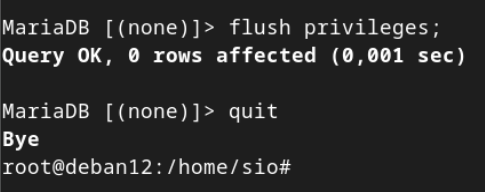 MariaDB [(none)]> flush privileges;
Query OK, 0 rows affected (0,001 sec)
MariaDB [(none)]> quit
Bye
root@deban12:/home/sio#